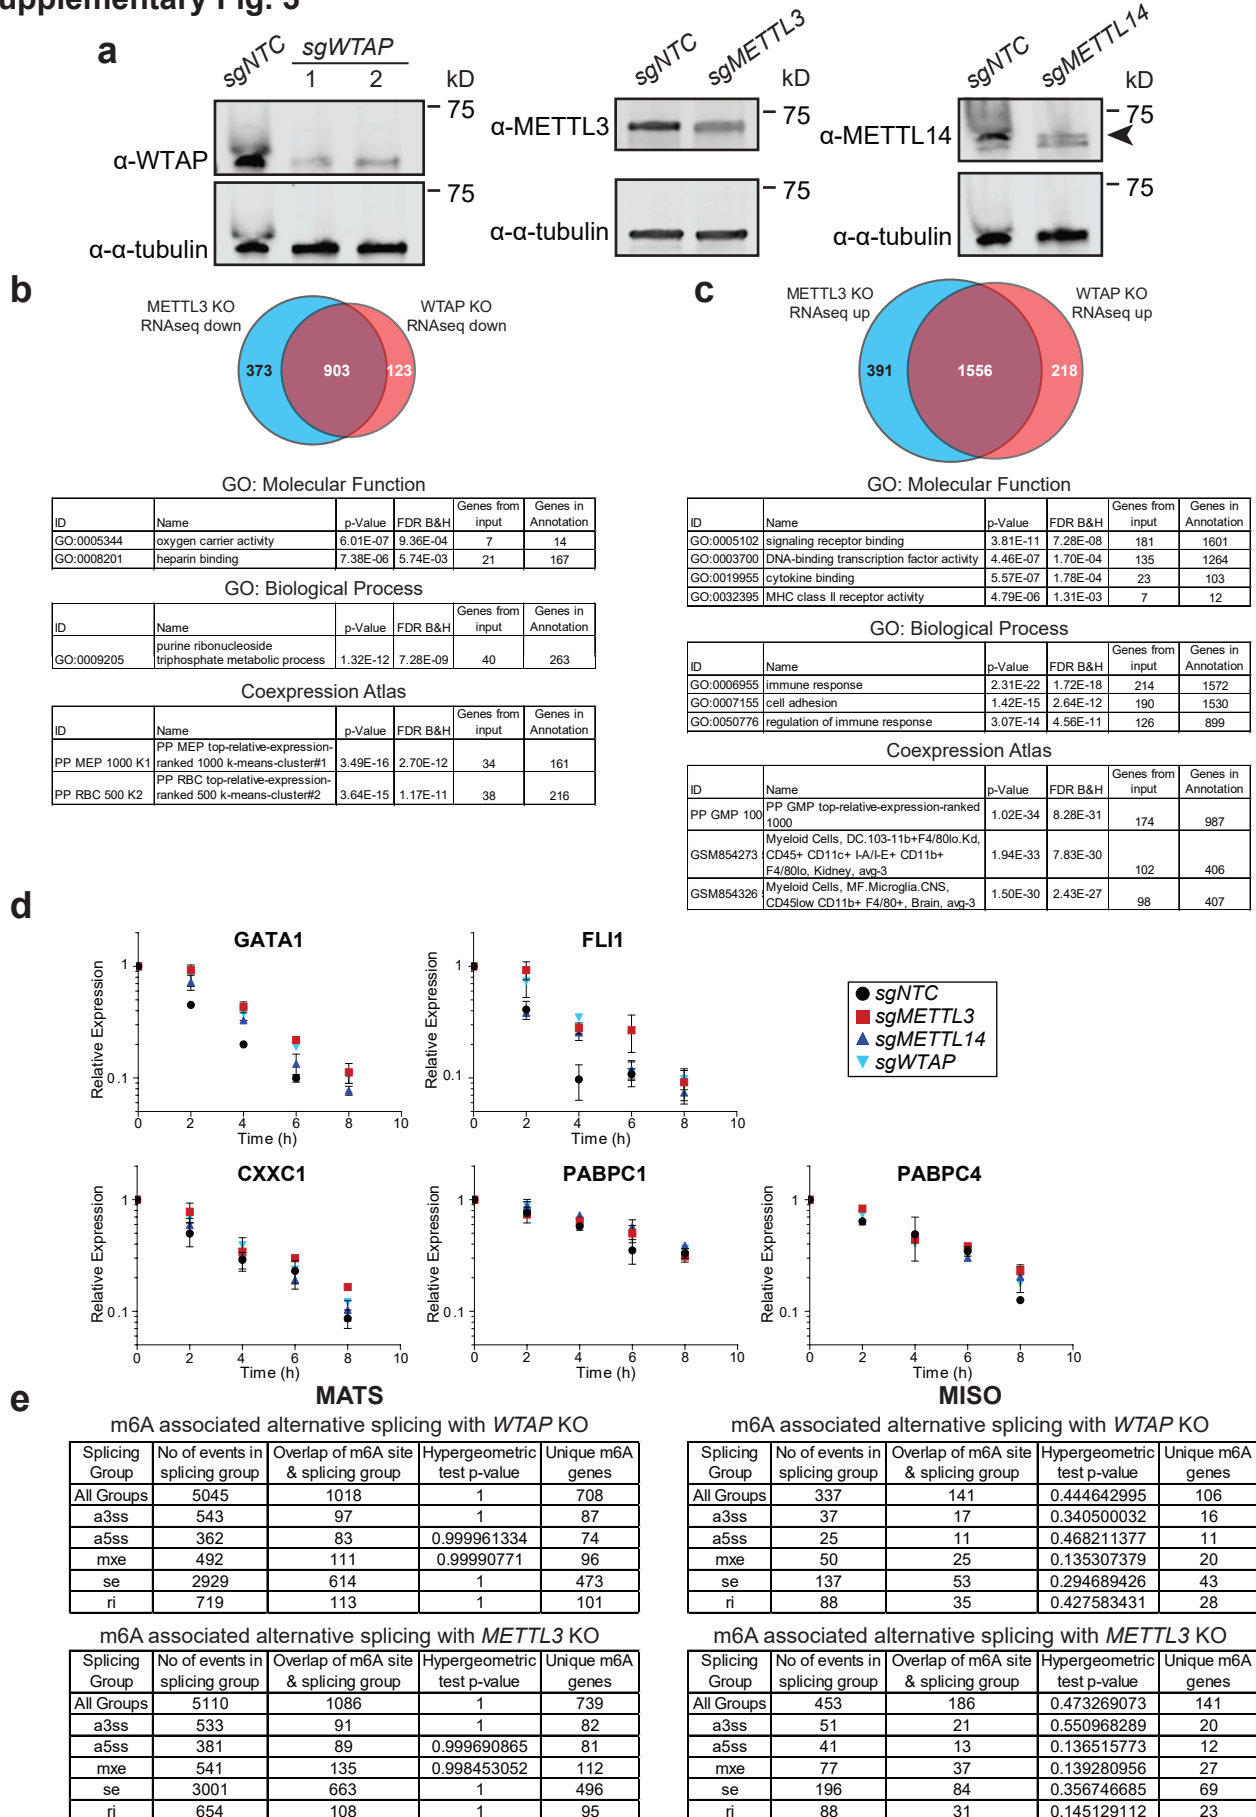 upplementary Fig. 3
a
sgNTC
sgWTAP
1 2 kD
75
α-WTAP
75
α-α-tubulin
sgNTC sgMETTL3 kD
α-METTL3 75
75
α-α-tubulin
sgNTC sgMETTL14 kD
75
α-METTL14
75
α-α-tubulin
b
METTL3 KO
RNAseq down
WTAP KO
RNAseq down
373 903 123
GO: Molecular Function
ID Name p-Value FDR B&H Genes from input Genes in Annotation
GO:0005344 oxygen carrier activity 6.01E-07 9.36E-04 7 14
GO:0008201 heparin binding 7.38E-06 5.74E-03 21 167
GO: Biological Process
ID Name p-Value FDR B&H Genes from input Genes in Annotation
GO:0009205 purine ribonucleoside triphosphate metabolic process 1.32E-12 7.28E-09 40 263
Coexpression Atlas
ID Name p-Value FDR B&H Genes from input Genes in Annotation
PP MEP 1000 K1 PP MEP top-relative-expression-ranked 1000 k-means-cluster#1 3.49E-16 2.70E-12 34 161
PP RBC 500 K2 PP RBC top-relative-expression-ranked 500 k-means-cluster#2 3.64E-15 1.17E-11 38 216
c
METTL3 KO
RNAseq up
WTAP KO
RNAseq up
391 1556 218
GO: Molecular Function
ID Name p-Value FDR B&H Genes from input Genes in Annotation
GO:0005102 signaling receptor binding 3.81E-11 7.28E-08 181 1601
GO:0003700 DNA-binding transcription factor activity 4.46E-07 1.70E-04 135 1264
GO:0019955 cytokine binding 5.57E-07 1.78E-04 23 103
GO:0032395 MHC class II receptor activity 4.79E-06 1.31E-03 7 12
GO: Biological Process
ID Name p-Value FDR B&H Genes from input Genes in Annotation
GO:0006955 immune response 2.31E-22 1.72E-18 214 1572
GO:0007155 cell adhesion 1.42E-15 2.64E-12 190 1530
GO:0050776 regulation of immune response 3.07E-14 4.56E-11 126 899
Coexpression Atlas
ID Name p-Value FDR B&H Genes from input Genes in Annotation
PP GMP 100 PP GMP top-relative-expression-ranked 1000 1.02E-34 8.28E-31 174 987
GSM854273 Myeloid Cells, DC.103-11b+F4/80lo.Kd, CD45+ CD11c+ I-A/I-E+ CD11b+ F4/80lo, Kidney, avg-3 1.94E-33 7.83E-30 102 406
GSM854326 Myeloid Cells, MF.Microglia.CNS, CD45low CD11b+ F4/80+, Brain, avg-3 1.50E-30 2.43E-27 98 407
d
GATA1
Relative Expression
1
0.1
0 2 4 6 8 10
Time (h)
FLI1
Relative Expression
1
0.1
0 2 4 6 8 10
Time (h)
sgNTC
sgMETTL3
sgMETTL14
sgWTAP
CXXC1
Relative Expression
1
0.1
0 2 4 6 8 10
Time (h)
PABPC1
Relative Expression
1
0.1
0 2 4 6 8 10
Time (h)
PABPC4
Relative Expression
1
0.1
0 2 4 6 8 10
Time (h)
e
MATS
m6A associated alternative splicing with WTAP KO
Splicing Group No of events in splicing group Overlap of m6A site & splicing group Hypergeometric test p-value Unique m6A genes
All Groups 5045 1018 1 708
a3ss 543 97 1 87
a5ss 362 83 0.999961334 74
mxe 492 111 0.99990771 96
se 2929 614 1 473
ri 719 113 1 101
m6A associated alternative splicing with METTL3 KO
Splicing Group No of events in splicing group Overlap of m6A site & splicing group Hypergeometric test p-value Unique m6A genes
All Groups 5110 1086 1 739
a3ss 533 91 1 82
a5ss 381 89 0.999690865 81
mxe 541 135 0.998453052 112
se 3001 663 1 496
ri 654 108 1 95
MISO
m6A associated alternative splicing with WTAP KO
Splicing Group No of events in splicing group Overlap of m6A site & splicing group Hypergeometric test p-value Unique m6A genes
All Groups 337 141 0.444642995 106
a3ss 37 17 0.340500032 16
a5ss 25 11 0.468211377 11
mxe 50 25 0.135307379 20
se 137 53 0.294689426 43
ri 88 35 0.427583431 28
m6A associated alternative splicing with METTL3 KO
Splicing Group No of events in splicing group Overlap of m6A site & splicing group Hypergeometric test p-value Unique m6A genes
All Groups 453 186 0.473269073 141
a3ss 51 21 0.550968289 20
a5ss 41 13 0.136515773 12
mxe 77 37 0.139280956 27
se 196 84 0.356746685 69
ri 88 31 0.145129112 23